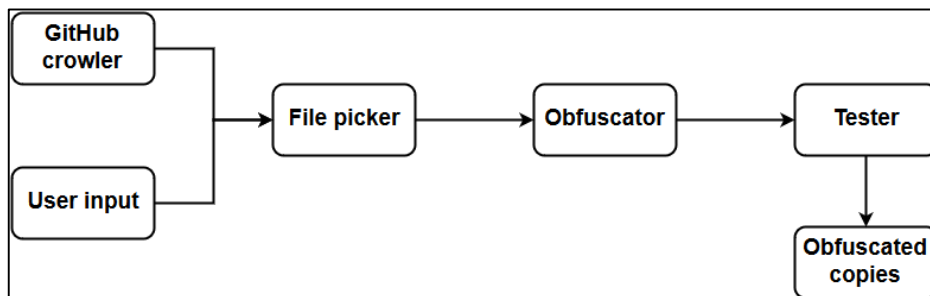 GitHub
crowler
File picker
Obfuscator
Tester
User input
Obfuscated
copies